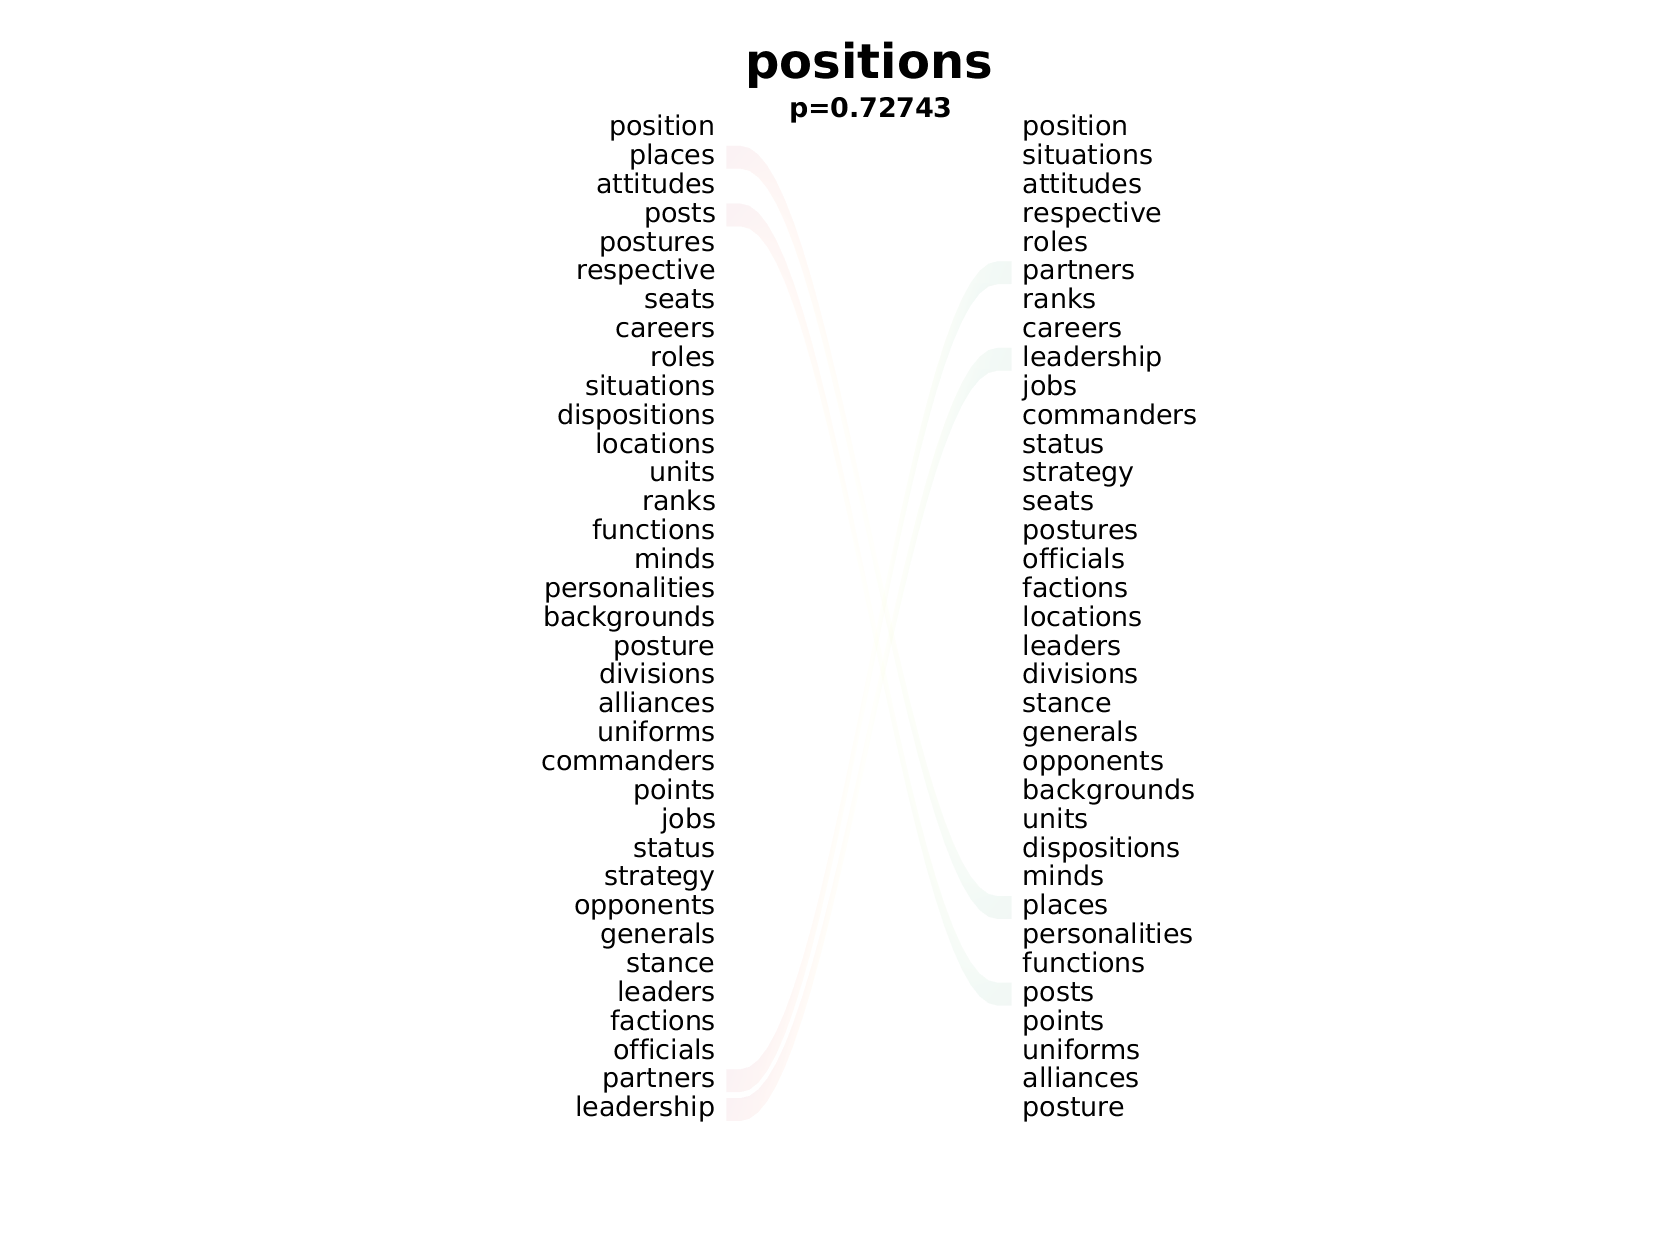 positions
p=0.72743
position
places
attitudes
posts
postures
respective
seats
careers
roles
situations
dispositions
locations
units
ranks
functions
minds
personalities
backgrounds
posture
divisions
alliances
uniforms
commanders
points
jobs
status
strategy
opponents
generals
stance
leaders
factions
officials
partners
leadership
position
situations
attitudes
respective
roles
partners
ranks
careers
leadership
jobs
commanders
status
strategy
seats
postures
officials
factions
locations
leaders
divisions
stance
generals
opponents
backgrounds
units
dispositions
minds
places
personalities
functions
posts
points
uniforms
alliances
posture